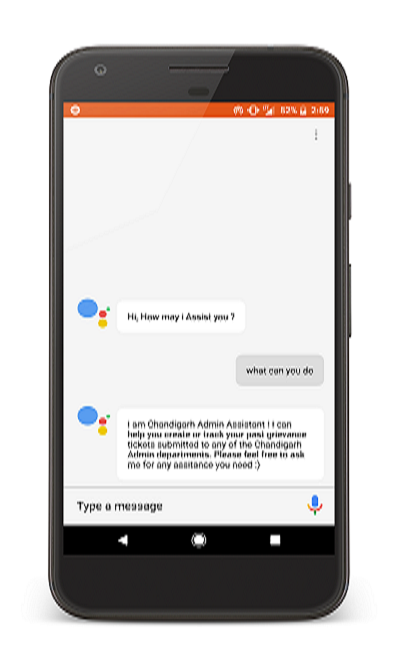 82% 2:59
Hi, How may i Assist you ?
what can you do
I am Chandigarh Admin Assistant ! I can
help you create or track your past grievance
tickets submitted to any of the Chandigarh
Admin departments. Please feel free to ask
me for any assitance you need :)
Type a message